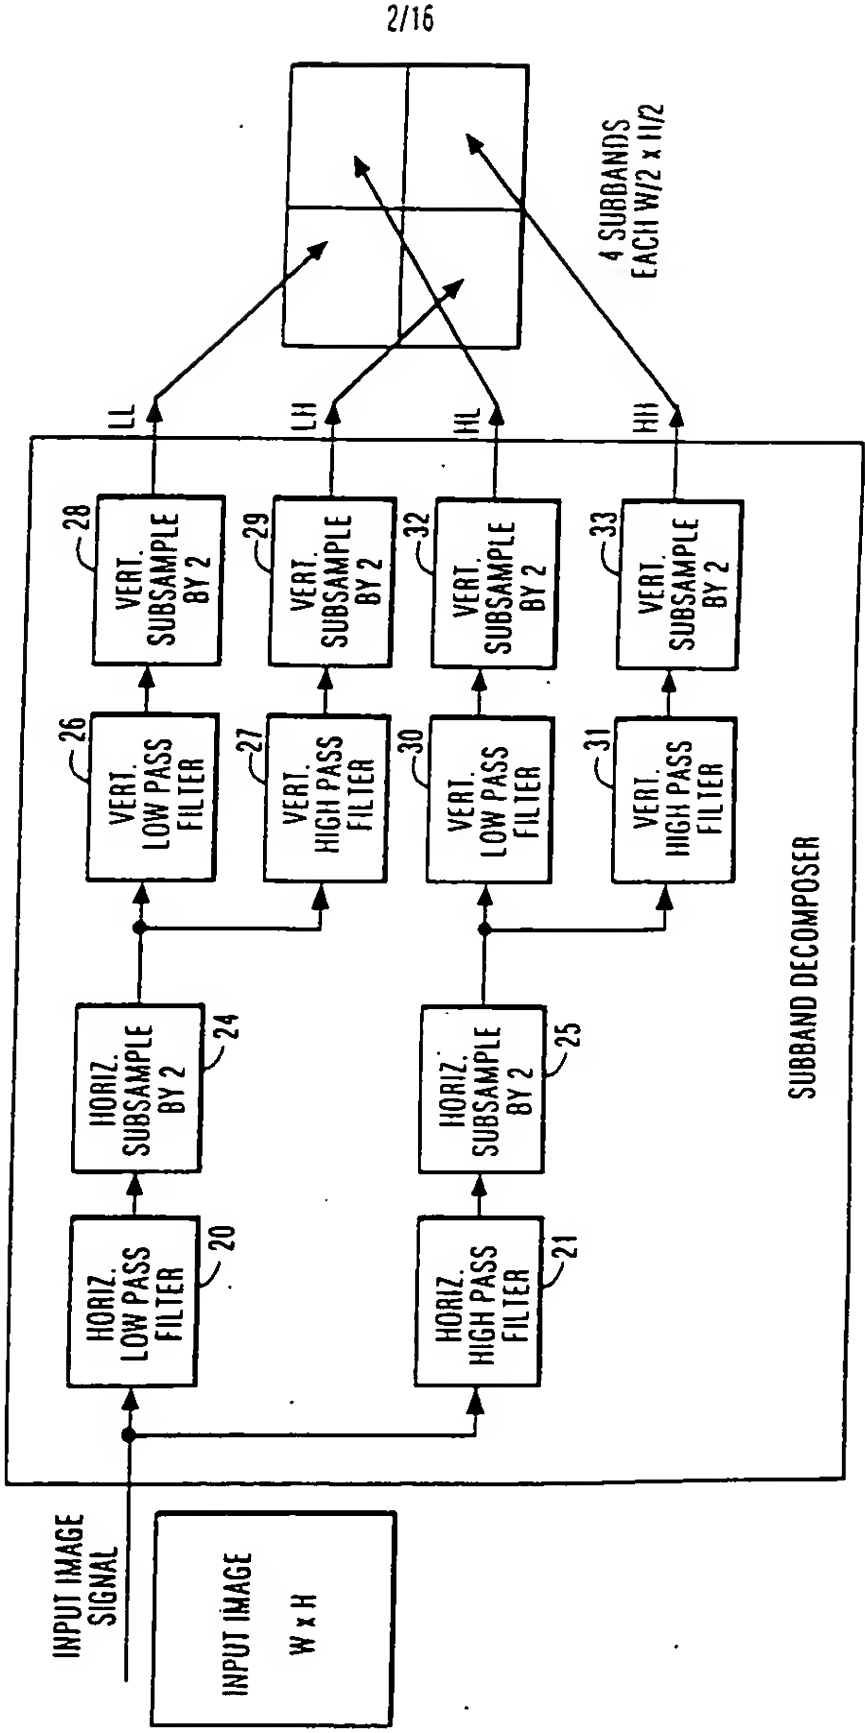 2/16
INPUT IMAGE
SIGNAL
INPUT IMAGE
W x H
HORIZ.
LOW PASS
FILTER
20
HORIZ.
SUBSAMPLE
BY 2
24
VERT.
LOW PASS
FILTER
26
VERT.
SUBSAMPLE
BY 2
28
LL
VERT.
HIGH PASS
FILTER
27
VERT.
SUBSAMPLE
BY 2
29
LH
HORIZ.
HIGH PASS
FILTER
21
HORIZ.
SUBSAMPLE
BY 2
25
VERT.
LOW PASS
FILTER
30
VERT.
SUBSAMPLE
BY 2
32
HL
VERT.
HIGH PASS
FILTER
31
VERT.
SUBSAMPLE
BY 2
33
HH
4 SUBBANDS
EACH W/2 x H/2
SUBBAND DECOMPOSER